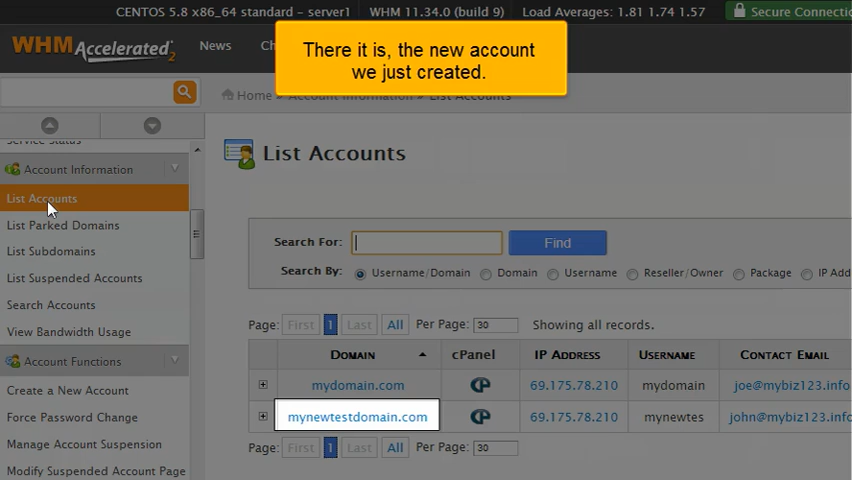 CENTOS 5.8 x86_64 standard - server1 WHM 11.34.0 (build 9) Load Averages: 1.81 1.74 1.57 Secure Connectio
WHM Accelerated2 News Ch
There it is, the new account
we just created.
Home » Account Information » List Accounts
Service Status
Account Information
List Accounts
List Parked Domains
List Subdomains
List Suspended Accounts
Search Accounts
View Bandwidth Usage
Account Functions
Create a New Account
Force Password Change
Manage Account Suspension
Modify Suspended Account Page
List Accounts
Search For: Find
Search By: Username/Domain Domain Username Reseller/Owner Package IP Addr
Page: First 1 Last All Per Page: 30 Showing all records.
Domain cPanel IP Address Username Contact Email
mydomain.com 69.175.78.210 mydomain joe@mybiz123.info
mynewtestdomain.com 69.175.78.210 mynewtes john@mybiz123.info
Page: First 1 Last All Per Page: 30